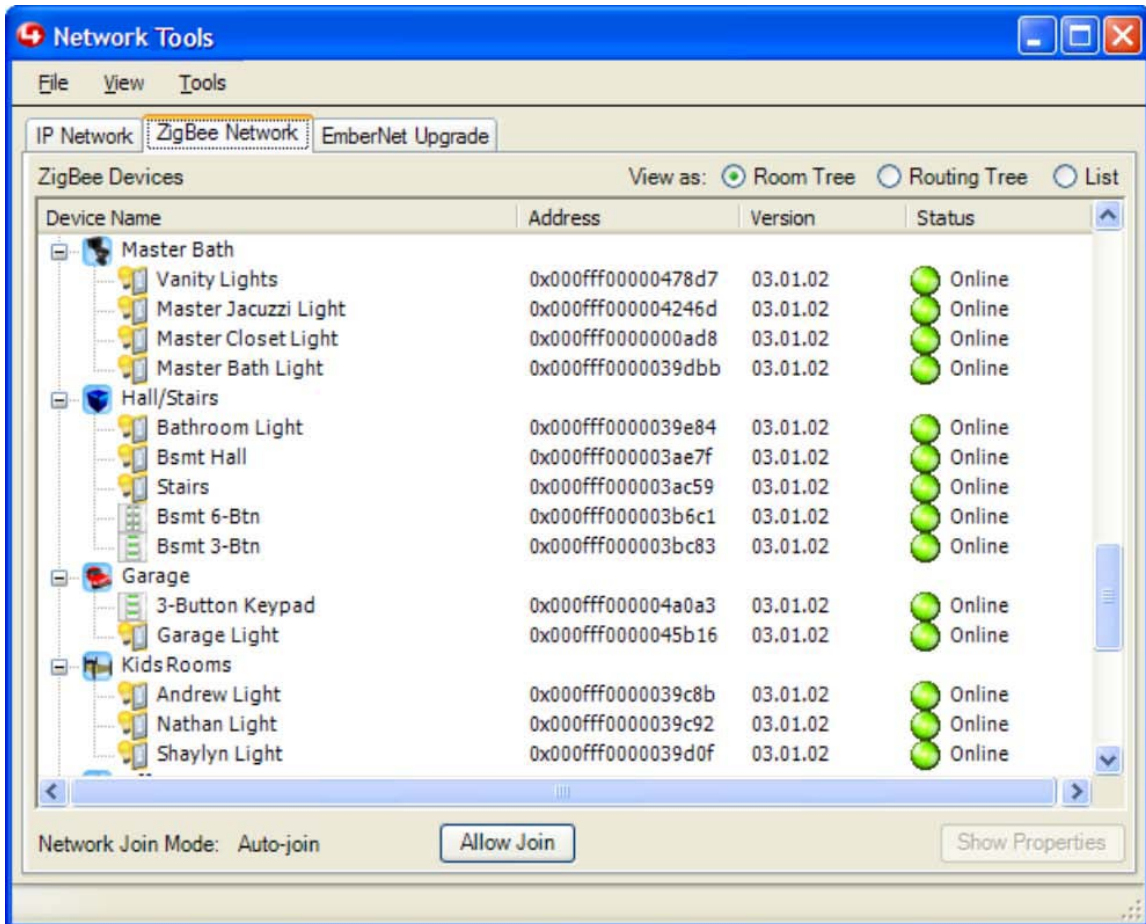 Network Tools
File View Tools
IP Network ZigBee Network EmberNet Upgrade
ZigBee Devices View as: Room Tree Routing Tree List
Device Name Address Version Status
Master Bath
Vanity Lights 0x000fff00000478d7 03.01.02 Online
Master Jacuzzi Light 0x000fff000004246d 03.01.02 Online
Master Closet Light 0x000fff0000000ad8 03.01.02 Online
Master Bath Light 0x000fff0000039dbb 03.01.02 Online
Hall/Stairs
Bathroom Light 0x000fff0000039e84 03.01.02 Online
Bsmt Hall 0x000fff000003ae7f 03.01.02 Online
Stairs 0x000fff000003ac59 03.01.02 Online
Bsmt 6-Btn 0x000fff000003b6c1 03.01.02 Online
Bsmt 3-Btn 0x000fff000003bc83 03.01.02 Online
Garage
3-Button Keypad 0x000fff000004a0a3 03.01.02 Online
Garage Light 0x000fff0000045b16 03.01.02 Online
Kids Rooms
Andrew Light 0x000fff0000039c8b 03.01.02 Online
Nathan Light 0x000fff0000039c92 03.01.02 Online
Shaylyn Light 0x000fff0000039d0f 03.01.02 Online
Network Join Mode: Auto-join Allow Join Show Properties